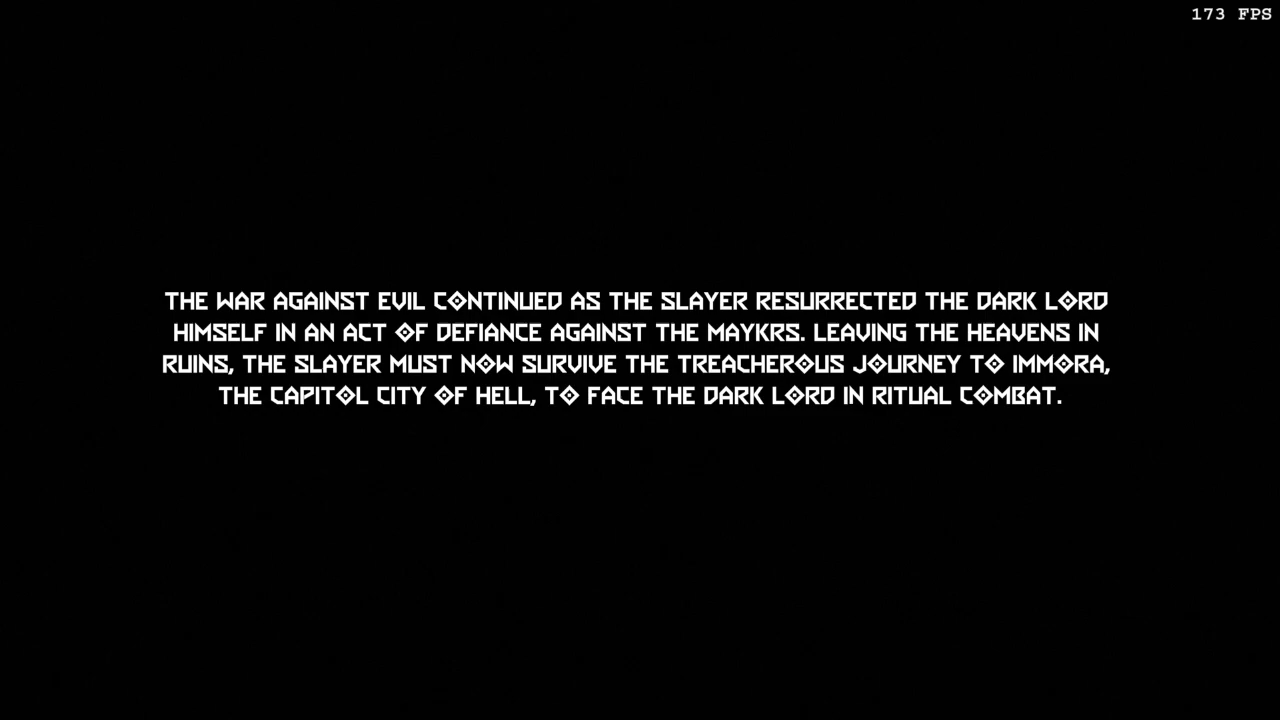 173 FPS
THE WAR AGAINST EVIL CONTINUED AS THE SLAYER RESURRECTED THE DARK LORD
HIMSELF IN AN ACT OF DEFIANCE AGAINST THE MAYKRS. LEAVING THE HEAVENS IN
RUINS, THE SLAYER MUST NOW SURVIVE THE TREACHEROUS JOURNEY TO IMMORA,
THE CAPITOL CITY OF HELL, TO FACE THE DARK LORD IN RITUAL COMBAT.